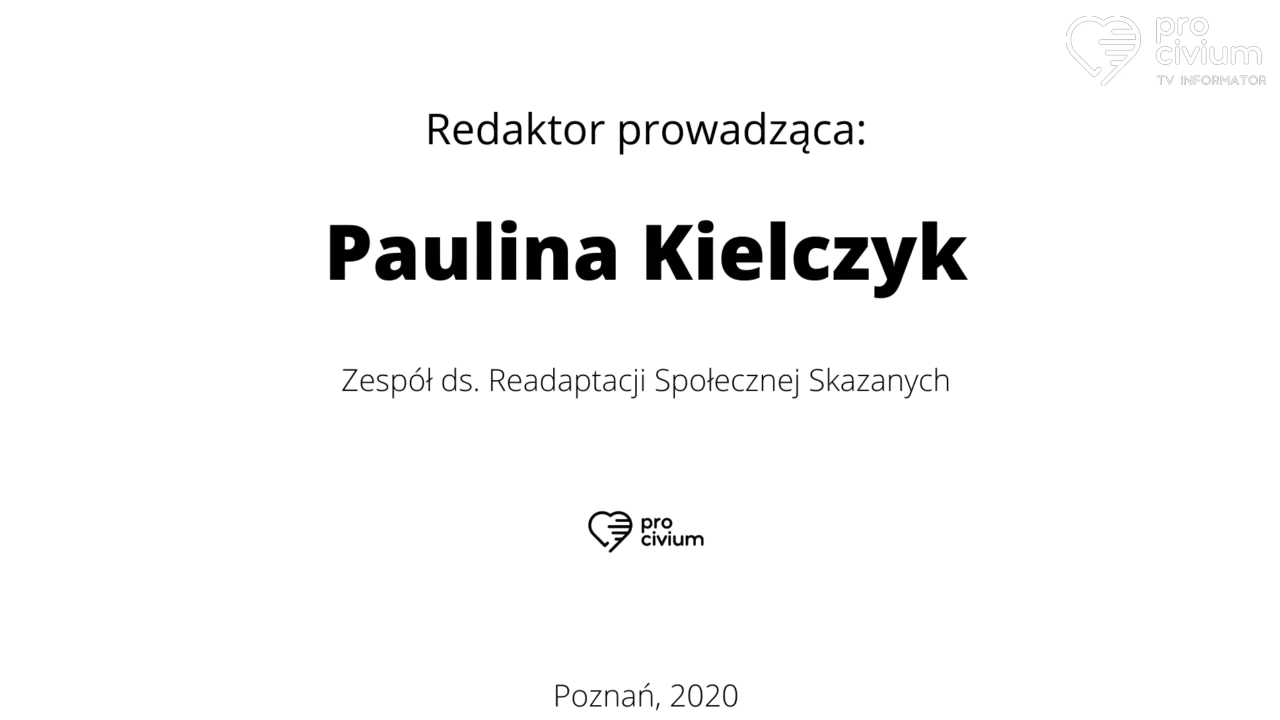 pro
civium
TV INFORMATOR
Redaktor prowadząca:
Paulina Kielczyk
Zespół ds. Readaptacji Społecznej Skazanych
pro
civium
Poznań, 2020